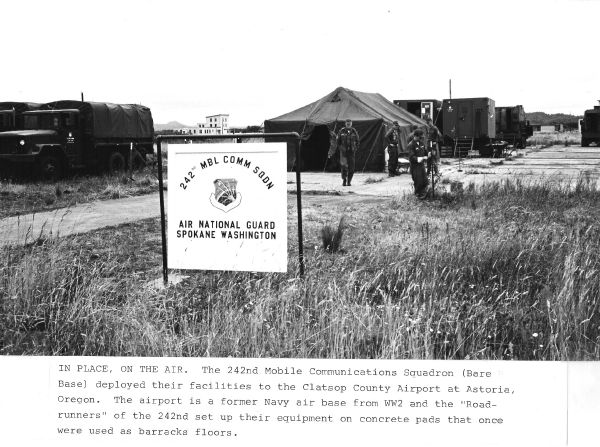 242ND MBL COMM SQDN
AIR NATIONAL GUARD
SPOKANE WASHINGTON
IN PLACE, ON THE AIR. The 242nd Mobile Communications Squadron (Bare
Base) deployed their facilities to the Clatsop County Airport at Astoria,
Oregon. The airport is a former Navy air base from WW2 and the "Road-
runners" of the 242nd set up their equipment on concrete pads that once
were used as barracks floors.